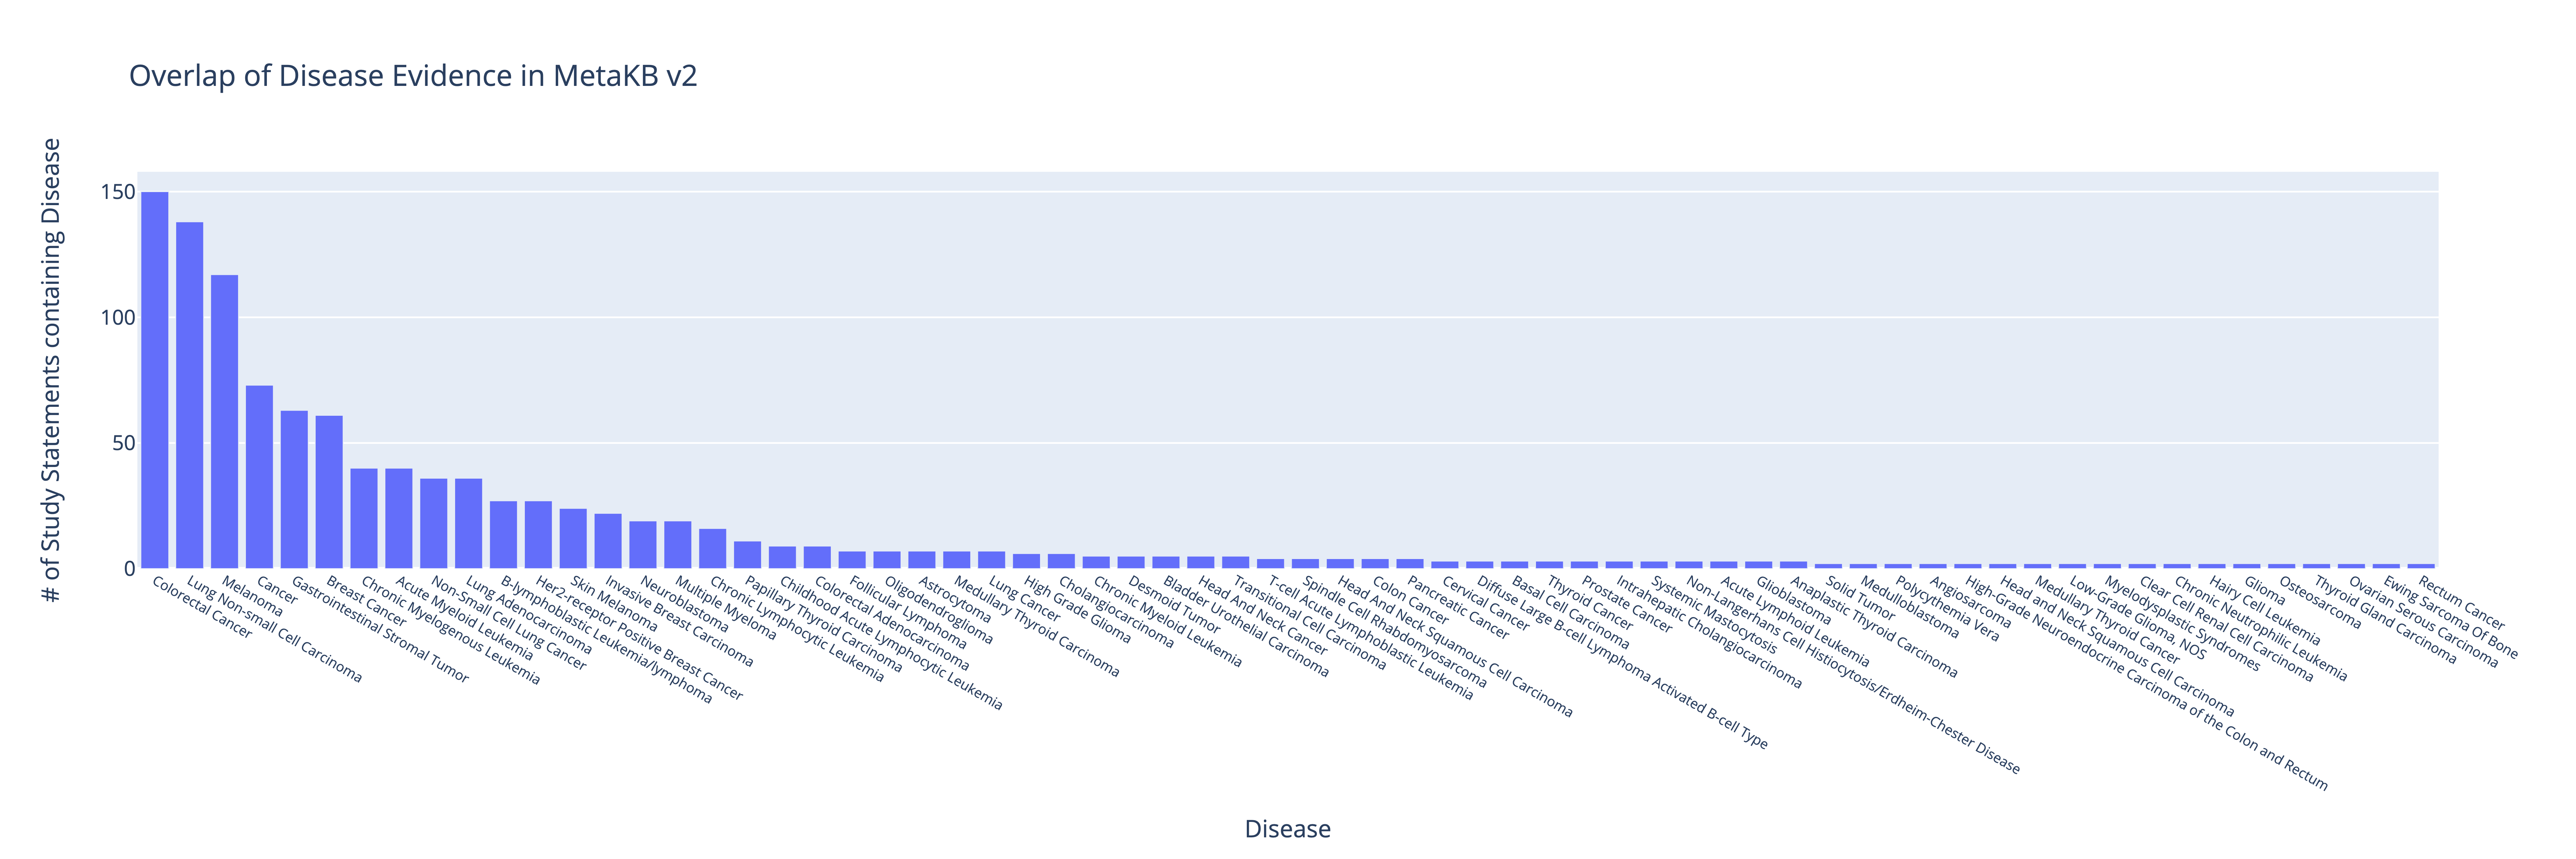 Overlap of Disease Evidence in MetaKB v2
# of Study Statements containing Disease
150
100
50
0
Colorectal Cancer
Lung Non-small Cell Carcinoma
Melanoma
Cancer
Gastrointestinal Stromal Tumor
Breast Cancer
Chronic Myelogenous Leukemia
Acute Myeloid Leukemia
Non-Small Cell Lung Cancer
Lung Adenocarcinoma
B-lymphoblastic Leukemia/lymphoma
Her2-receptor Positive Breast Cancer
Skin Melanoma
Invasive Breast Carcinoma
Neuroblastoma
Multiple Myeloma
Chronic Lymphocytic Leukemia
Papillary Thyroid Carcinoma
Childhood Acute Lymphocytic Leukemia
Colorectal Adenocarcinoma
Follicular Lymphoma
Oligodendroglioma
Astrocytoma
Medullary Thyroid Carcinoma
Lung Cancer
High Grade Glioma
Cholangiocarcinoma
Chronic Myeloid Leukemia
Desmoid Tumor
Bladder Urothelial Carcinoma
Head And Neck Cancer
Transitional Cell Carcinoma
T-cell Acute Lymphoblastic Leukemia
Spindle Cell Rhabdomyosarcoma
Head And Neck Squamous Cell Carcinoma
Colon Cancer
Pancreatic Cancer
Cervical Cancer
Diffuse Large B-cell Lymphoma Activated B-cell Type
Basal Cell Carcinoma
Thyroid Cancer
Prostate Cancer
Intrahepatic Cholangiocarcinoma
Systemic Mastocytosis
Non-Langerhans Cell Histiocytosis/Erdheim-Chester Disease
Acute Lymphoid Leukemia
Glioblastoma
Anaplastic Thyroid Carcinoma
Solid Tumor
Medulloblastoma
Polycythemia Vera
Angiosarcoma
High-Grade Neuroendocrine Carcinoma of the Colon and Rectum
Head and Neck Squamous Cell Carcinoma
Medullary Thyroid Cancer
Low-Grade Glioma, NOS
Myelodysplastic Syndromes
Clear Cell Renal Cell Carcinoma
Chronic Neutrophilic Leukemia
Hairy Cell Leukemia
Glioma
Osteosarcoma
Thyroid Gland Carcinoma
Ovarian Serous Carcinoma
Ewing Sarcoma Of Bone
Rectum Cancer
Disease